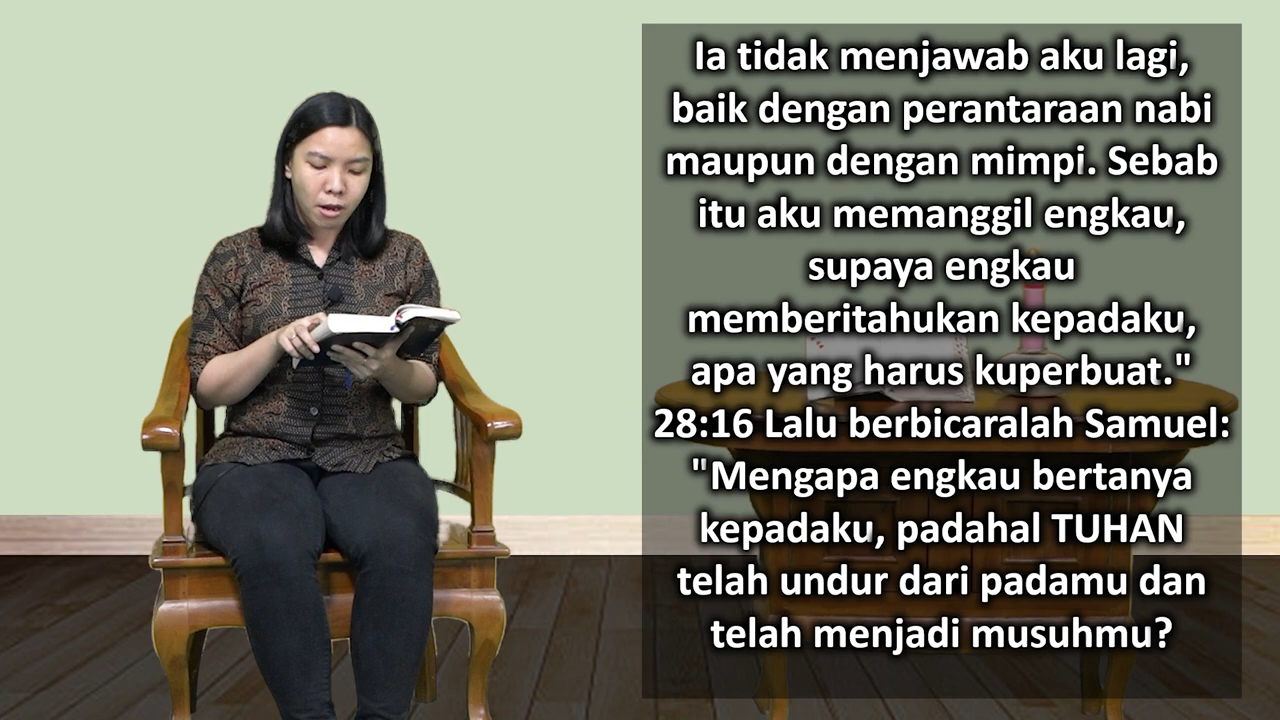 Ia tidak menjawab aku lagi,
baik dengan perantaraan nabi
maupun dengan mimpi. Sebab
itu aku memanggil engkau,
supaya engkau
memberitahukan kepadaku,
apa yang harus kuperbuat."
28:16 Lalu berbicaralah Samuel:
"Mengapa engkau bertanya
kepadaku, padahal TUHAN
telah undur dari padamu dan
telah menjadi musuhmu?